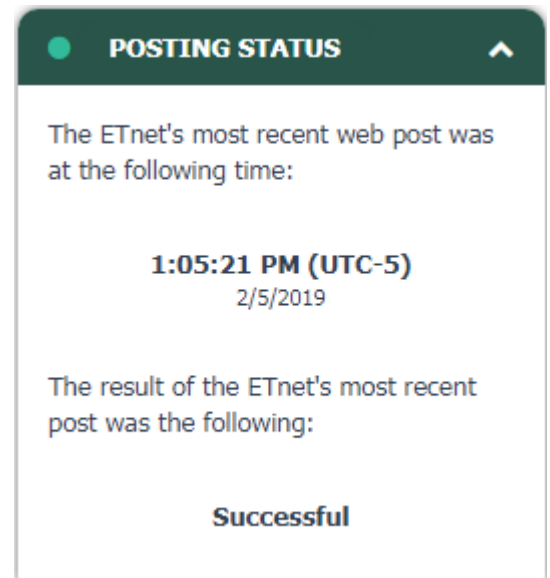 POSTING STATUS
The ETnet's most recent web post was
at the following time:
1:05:21 PM (UTC-5)
2/5/2019
The result of the ETnet's most recent
post was the following:
Successful